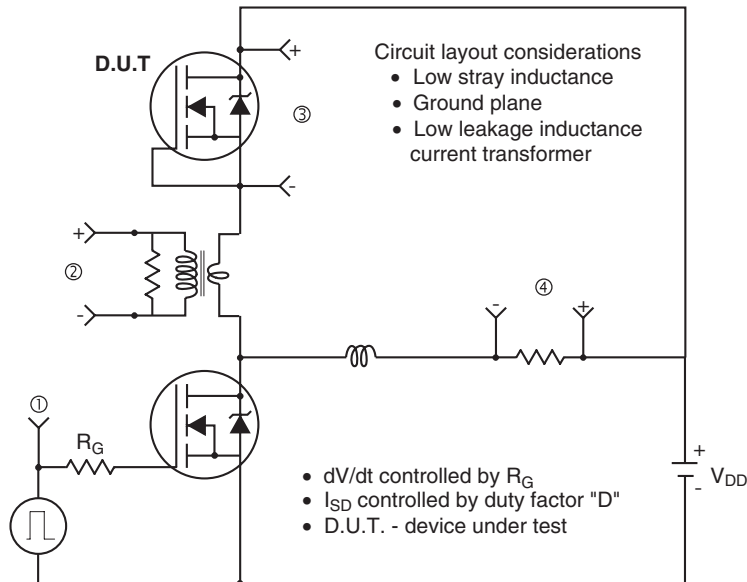 D.U.T
+
③
-
Circuit layout considerations
• Low stray inductance
• Ground plane
• Low leakage inductance
current transformer
+
②
-
④
- +
①
R_G
• dV/dt controlled by R_G
• I_SD controlled by duty factor "D"
• D.U.T. - device under test
+
V_DD
-